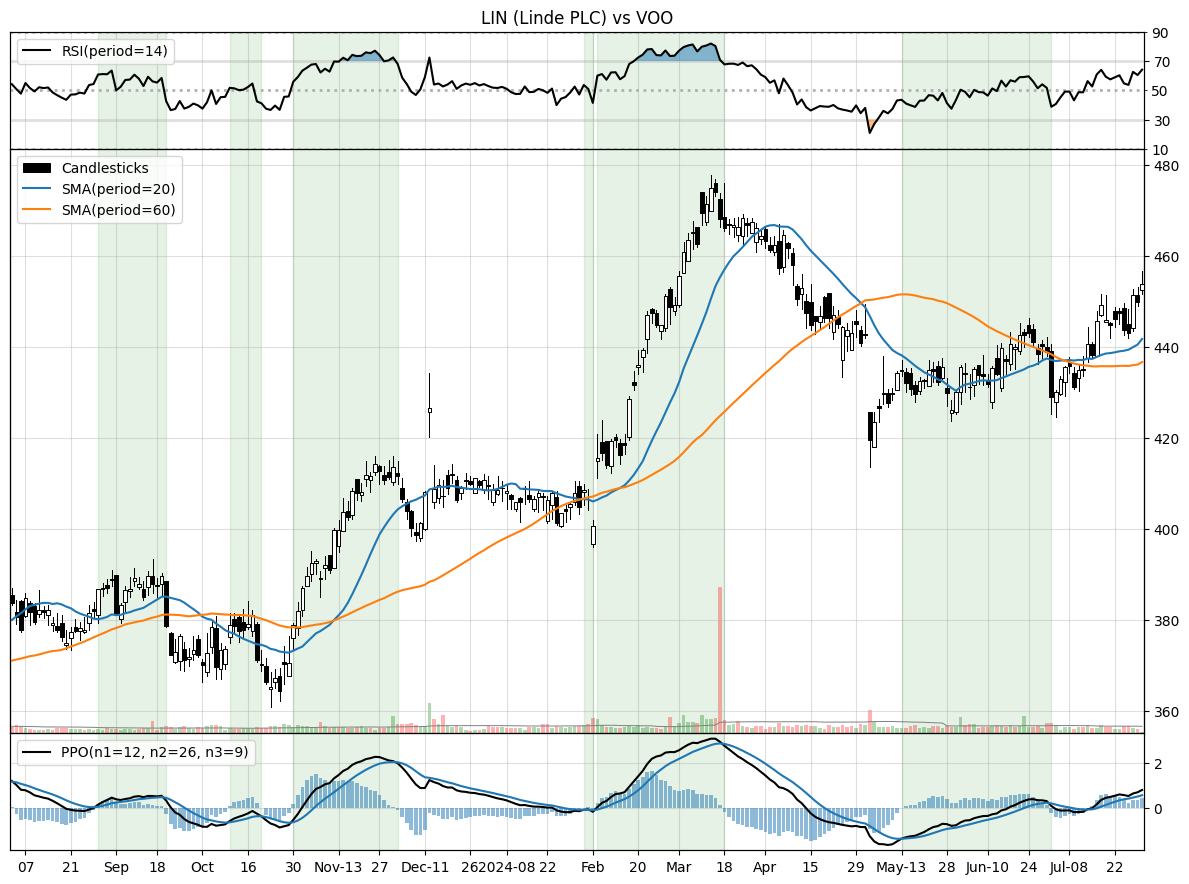 LIN (Linde PLC) vs VOO
RSI(period=14)
90
70
50
30
10
Candlesticks
SMA(period=20)
SMA(period=60)
480
460
440
420
400
380
360
PPO(n1=12, n2=26, n3=9)
2
0
07 21 Sep 18 Oct 16 30 Nov-13 27 Dec-11 26 2024-08 22 Feb 20 Mar 18 Apr 15 29 May-13 28 Jun-10 24 Jul-08 22